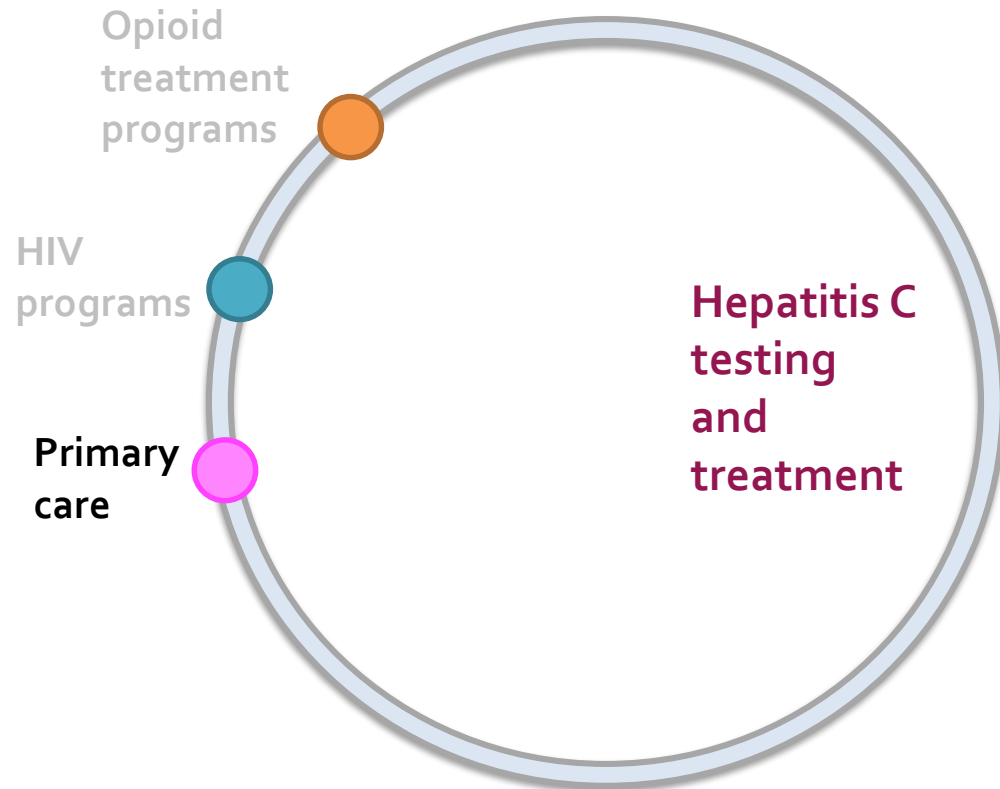 Opioid
treatment
programs
HIV
programs
Primary
care
Hepatitis C
testing
and
treatment